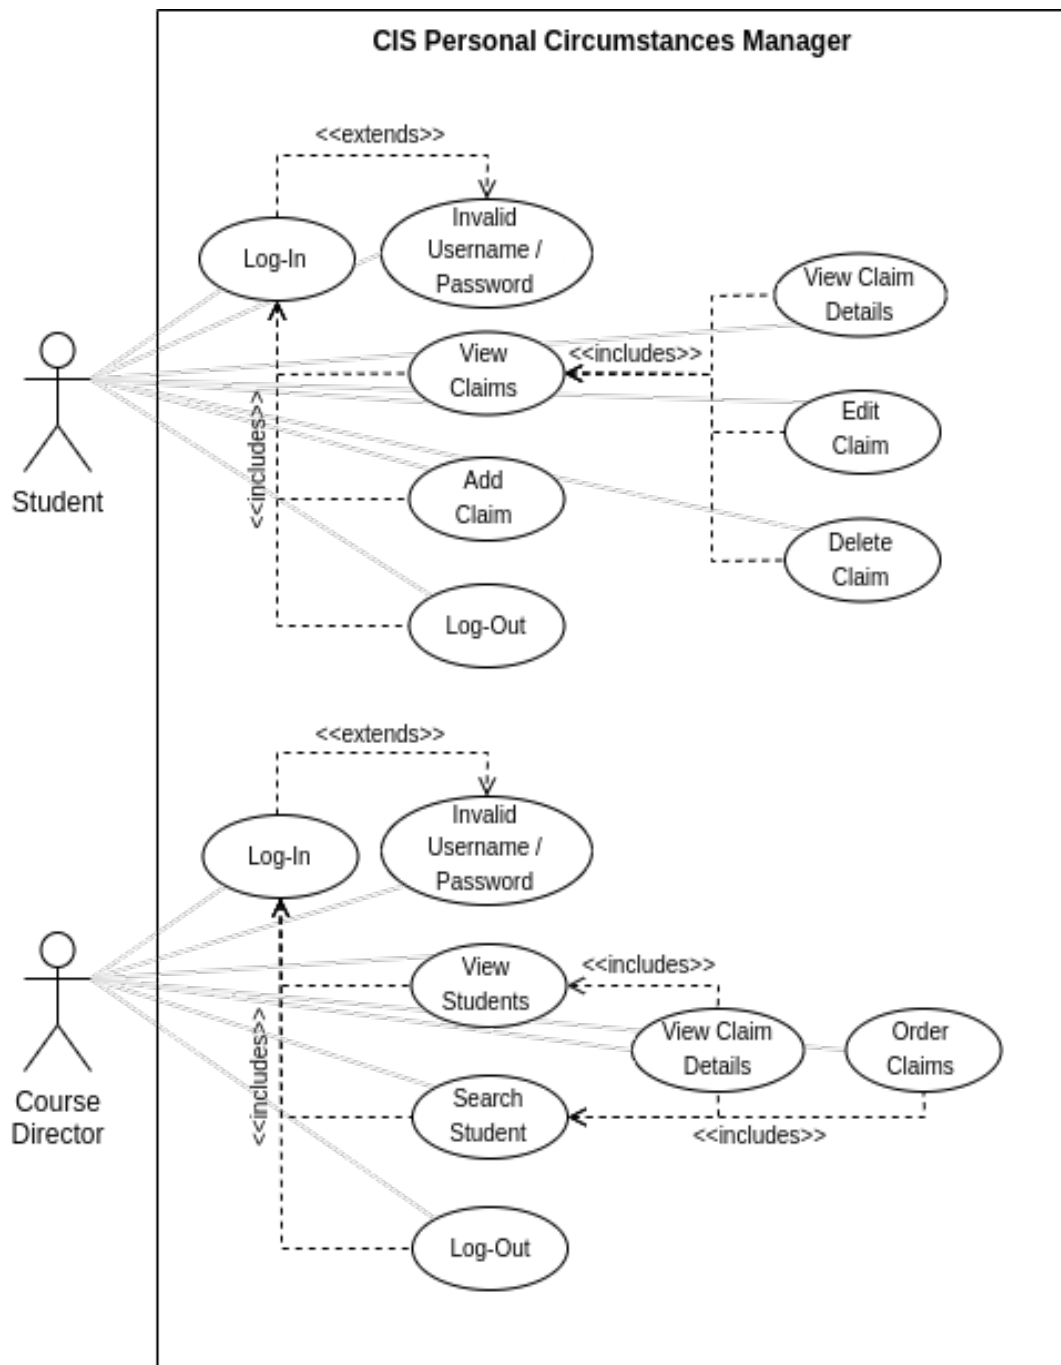 CIS Personal Circumstances Manager
<<extends>>
Invalid
Username /
Password
Log-In
View Claim
Details
<<includes>>
View
Claims
<<includes>>
Edit
Claim
Student
Add
Claim
Delete
Claim
Log-Out
<<extends>>
Invalid
Username /
Password
Log-In
<<includes>>
View
Students
<<includes>>
View Claim
Details
Order
Claims
Course
Director
Search
Student
<<includes>>
Log-Out